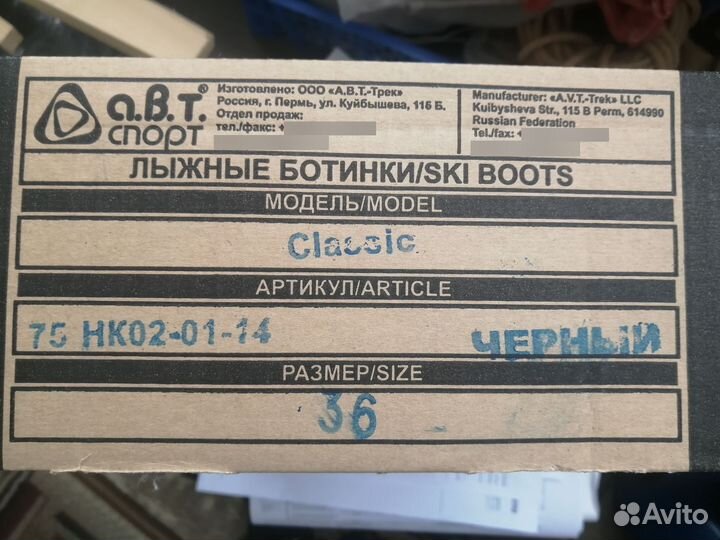 а.в.т.®
спорт
Изготовлено: ООО «А.В.Т.-Трек»
Россия, г. Пермь, ул. Куйбышева, 115 Б.
Отдел продаж:
тел./факс: +
Manufacturer: «A.V.T.-Trek» LLC
Kuibysheva Str., 115 B Perm, 614990
Russian Federation
Tel./fax: +
ЛЫЖНЫЕ БОТИНКИ/SKI BOOTS
МОДЕЛЬ/MODEL
Classic
АРТИКУЛ/ARTICLE
75 НК02-01-14 ЧЕРНЫЙ
РАЗМЕР/SIZE
36
Avito